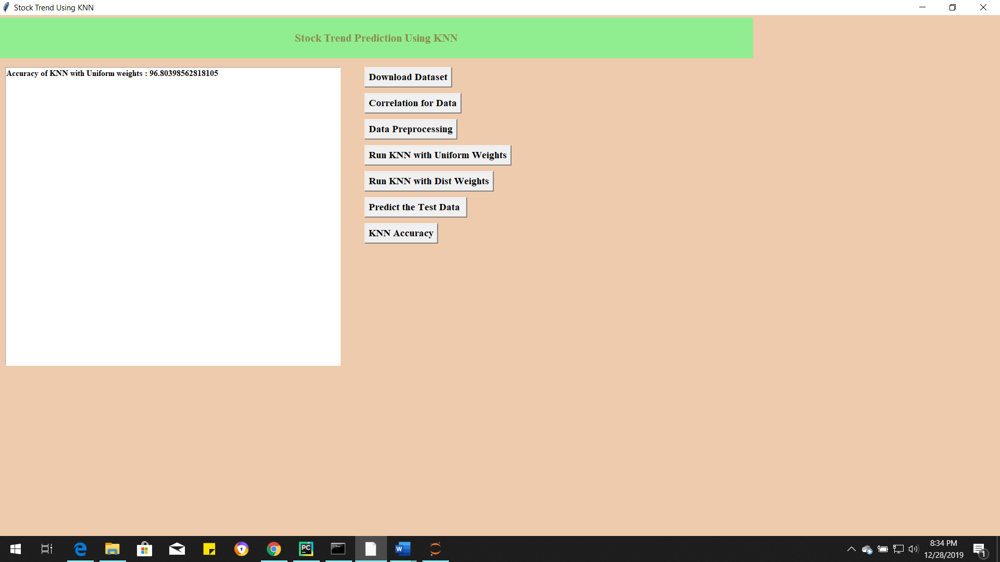 Stock Trend Using KNN
Stock Trend Prediction Using KNN
Accuracy of KNN with Uniform weights : 96.80398562818105
Download Dataset
Correlation for Data
Data Preprocessing
Run KNN with Uniform Weights
Run KNN with Dist Weights
Predict the Test Data
KNN Accuracy
PC
W
8:34 PM
12/28/2019
1